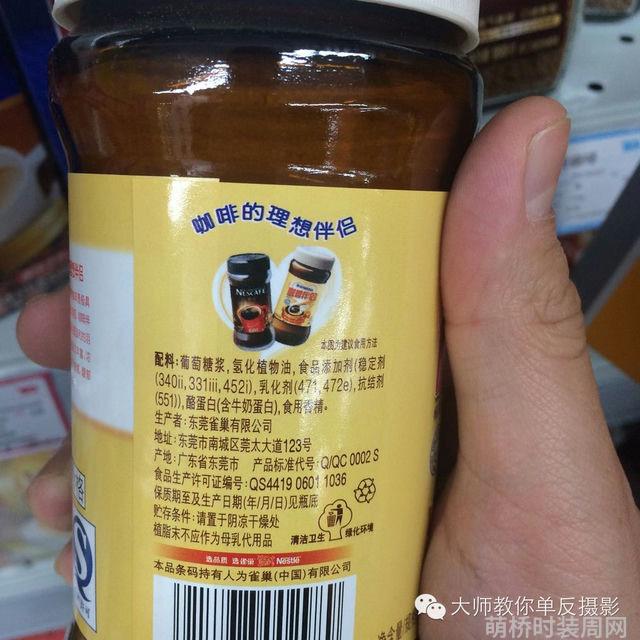 咖啡的理想伴侣
NESCAFÉ
咖啡伴侣
本图为建议食用方法
配料:葡萄糖浆,氢化植物油,食品添加剂(稳定剂
(340ii,331iii,452i),乳化剂(471,472e),抗结剂
(551)),酪蛋白(含牛奶蛋白),食用香精。
生产者:东莞雀巢有限公司
地址:东莞市南城区莞太大道123号
产地:广东省东莞市 产品标准代号:Q/QC 0002 S
食品生产许可证编号:QS4419 0601 1036
保质期至及生产日期(年/月/日)见瓶底
贮存条件:请置于阴凉干燥处
植脂末不应作为母乳代用品
清洁卫生 绿化环境
选品质 选雀巢 Nestlé
本品条码持有人为雀巢(中国)有限公司
净含量
大师教你单反摄影
萌桥时装周网